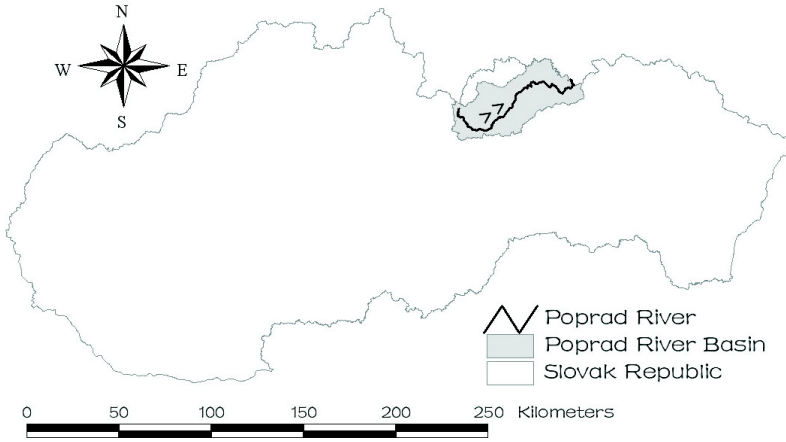 N
W E
S
Poprad River
Poprad River Basin
Slovak Republic
0 50 100 150 200 250 Kilometers